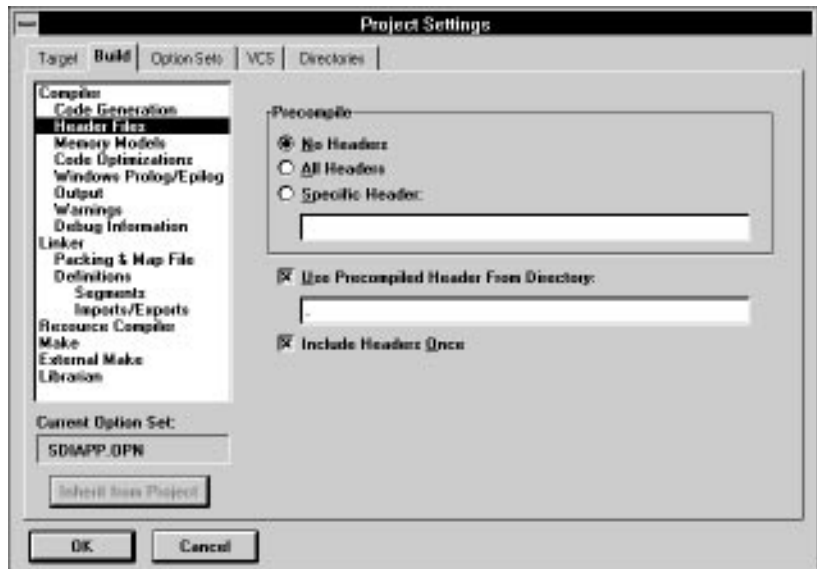 Project Settings
Target Build Option Sets VCS Directories
Compiler
Code Generation
Header Files
Memory Models
Code Optimizations
Windows Prolog/Epilog
Output
Warnings
Debug Information
Linker
Packing & Map File
Definitions
Segments
Imports/Exports
Resource Compiler
Make
External Make
Librarian
Current Option Set:
SDIAPP.OPN
Inherit from Project
Precompile
No Headers
All Headers
Specific Header:
Use Precompiled Header From Directory:
.
Include Headers Once
OK Cancel